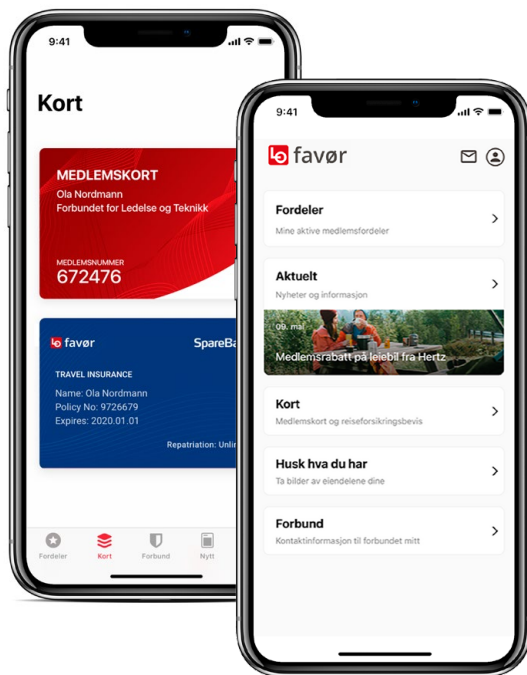 9:41
Kort
MEDLEMSKORT
Ola Nordmann
Forbundet for Ledelse og Teknikk
MEDLEMSNUMMER
672476
LO favør
SpareBa
TRAVEL INSURANCE
Name: Ola Nordmann
Policy No: 9726679
Expires: 2020.01.01
Repatriation: Unli
Fordeler
Kort
Forbund
Nytt
9:41
LO favør
Fordeler
Mine aktive medlemsfordeler
Aktuelt
Nyheter og informasjon
09. mai
Medlemsrabatt på leiebil fra Hertz
Kort
Medlemskort og reiseforsikringsbevis
Husk hva du har
Ta bilder av eiendelene dine
Forbund
Kontaktinformasjon til forbundet mitt